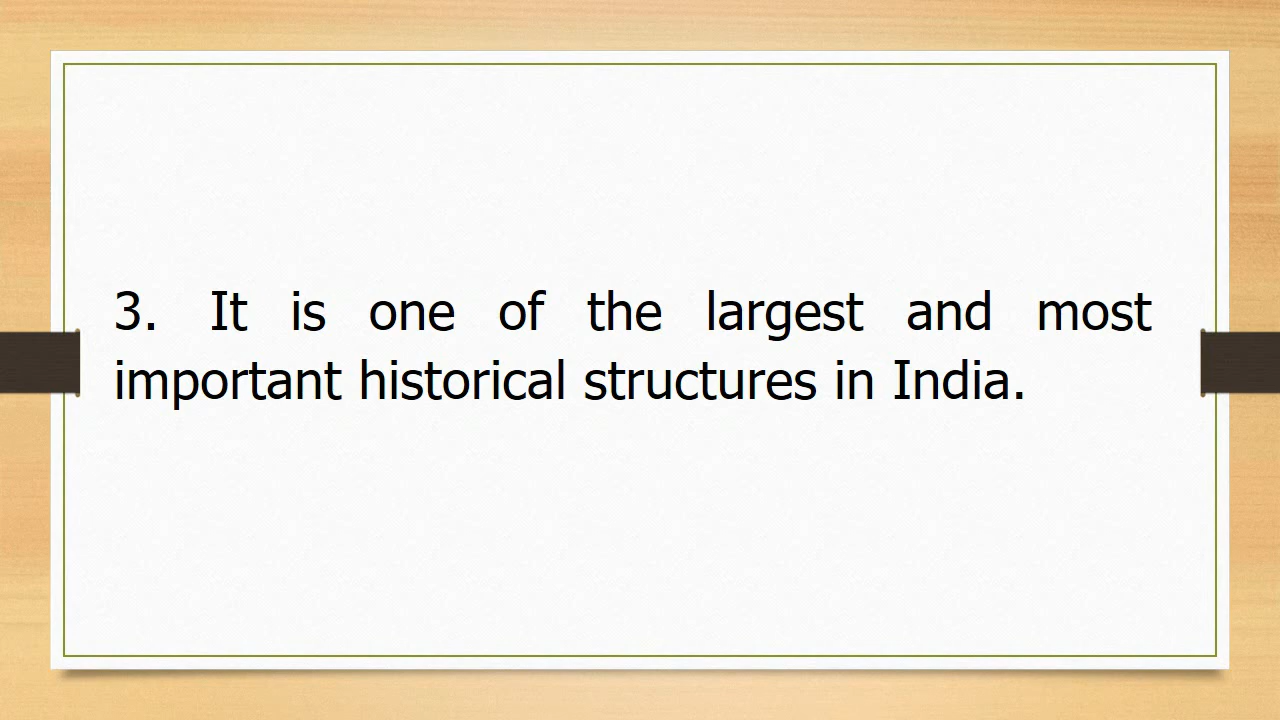 3. It is one of the largest and most
important historical structures in India.